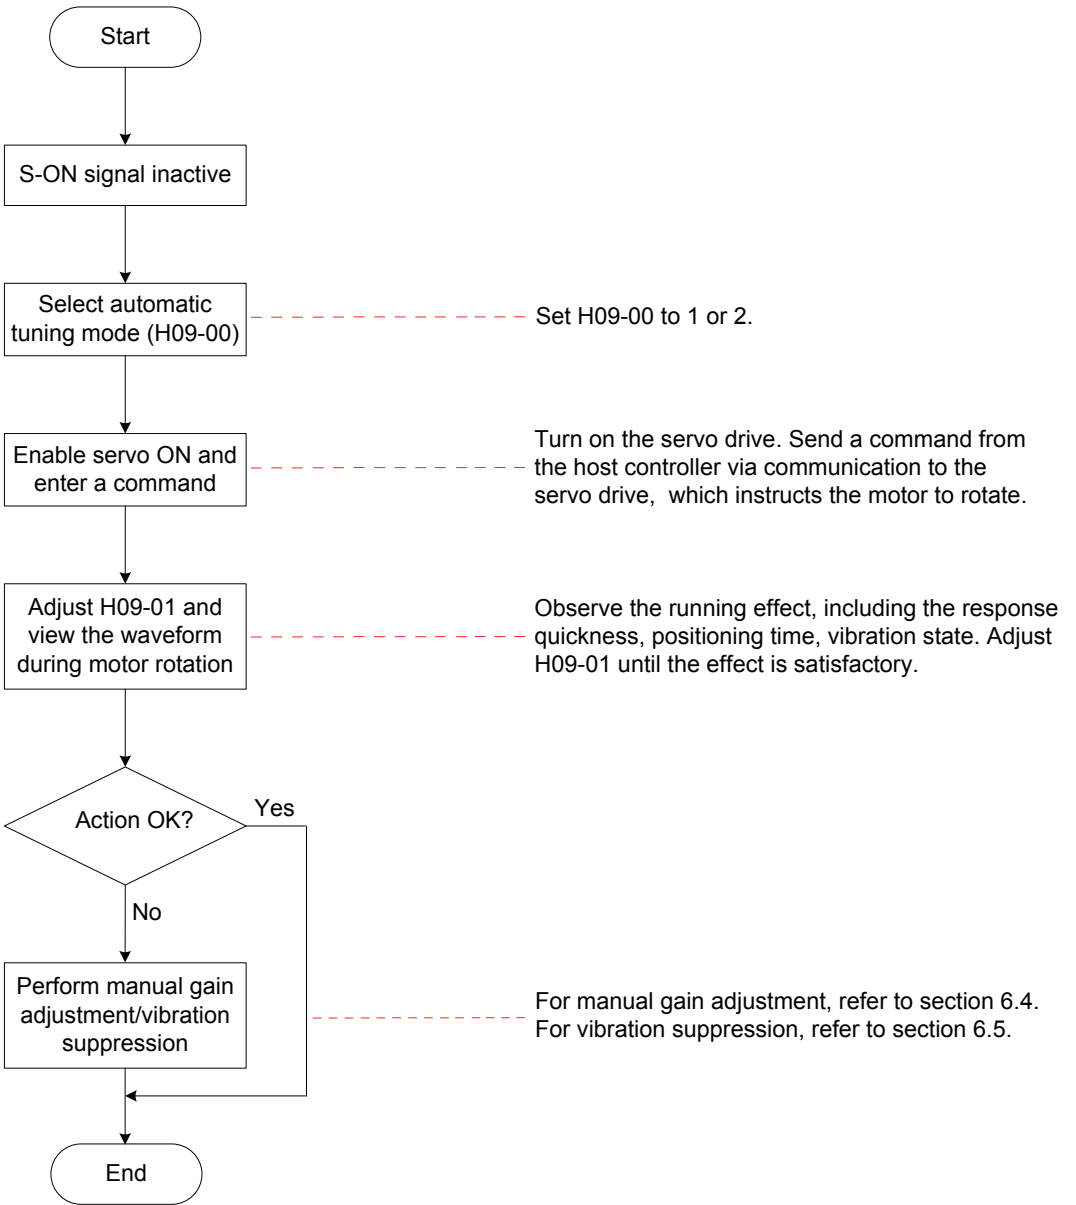 Start
S-ON signal inactive
Select automatic
tuning mode (H09-00)
Set H09-00 to 1 or 2.
Enable servo ON and
enter a command
Turn on the servo drive. Send a command from
the host controller via communication to the
servo drive,  which instructs the motor to rotate.
Adjust H09-01 and
view the waveform
during motor rotation
Observe the running effect, including the response
quickness, positioning time, vibration state. Adjust
H09-01 until the effect is satisfactory.
Action OK?
Yes
No
Perform manual gain
adjustment/vibration
suppression
For manual gain adjustment, refer to section 6.4.
For vibration suppression, refer to section 6.5.
End